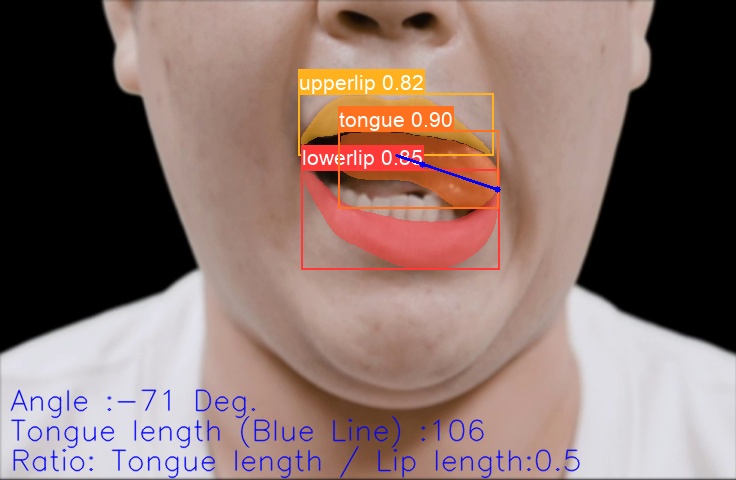 upperlip 0.82
tongue 0.90
lowerlip 0.85
Angle :-71 Deg.
Tongue length (Blue Line) :106
Ratio: Tongue length / Lip length:0.5